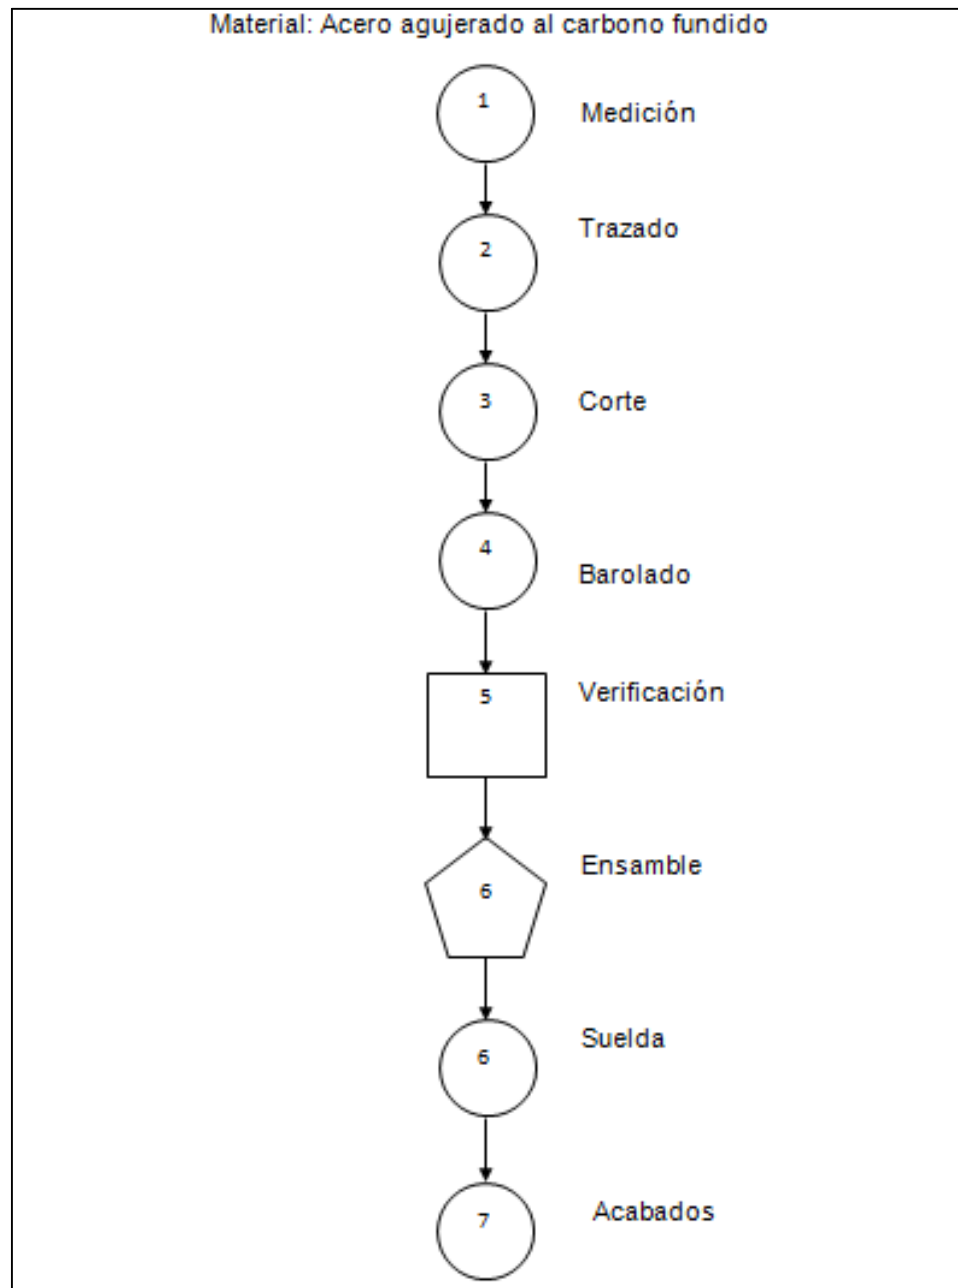 Material: Acero agujerado al carbono fundido
1 Medición
2 Trazado
3 Corte
4 Barolado
5 Verificación
6 Ensamble
6 Suelda
7 Acabados